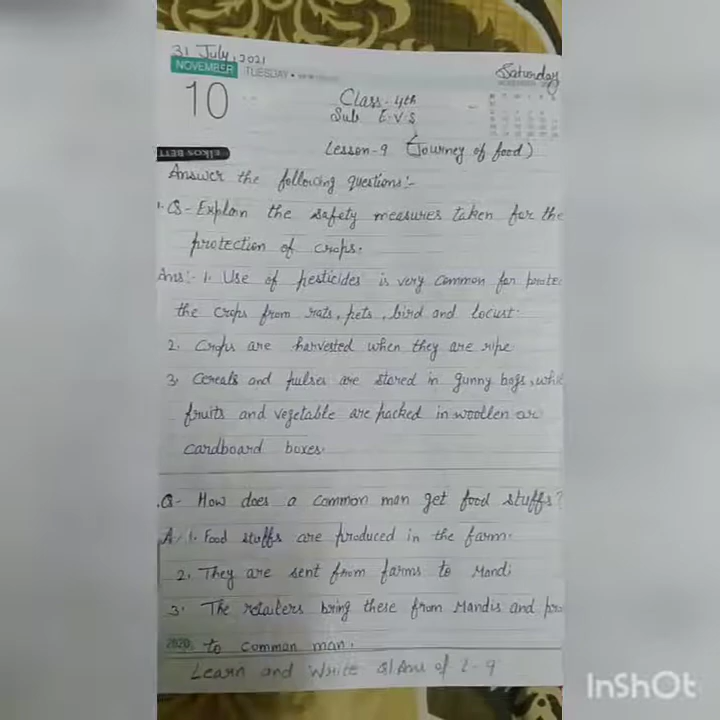 31 July, 2021
NOVEMBER TUESDAY
Saturday
10
Class - 4th
Sub E.V.S
Lesson-9 (Journey of food)
Answer the following questions:-
1. Q - Explain the safety measures taken for the
protection of crops.
Ans:- 1. Use of pesticides is very common for protec
the crops from rats, pets, bird and locust.
2. Crops are harvested when they are ripe
3. Cereals and pulses are stored in gunny bags, whi
fruits and vegetable are packed in woollen or
cardboard boxes.
.Q- How does a common man get food stuffs?
A 1. Food stuffs are produced in the farm.
2. They are sent from farms to Mandi
3. The retailers bring these from Mandis and pro
2020 to common man.
Learn and Write Q/Ans of L-9
InShOt